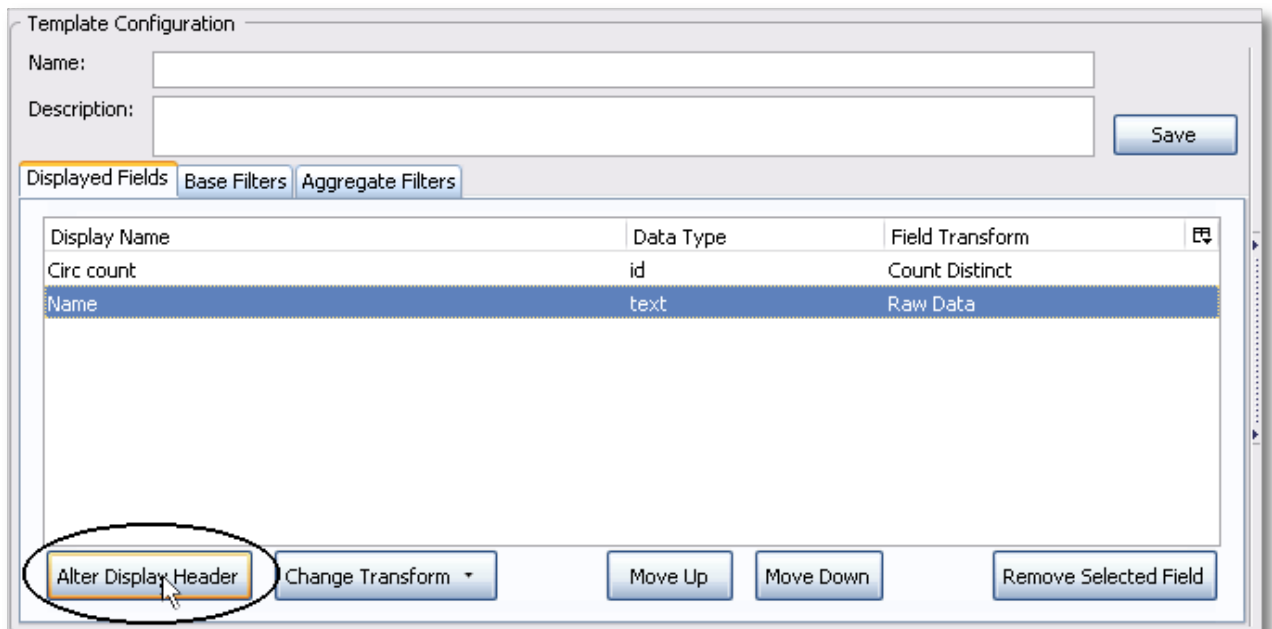 Template Configuration
Name:
Description:
Save
Displayed Fields Base Filters Aggregate Filters
Display Name Data Type Field Transform
Circ count id Count Distinct
Name text Raw Data
Alter Display Header Change Transform Move Up Move Down Remove Selected Field